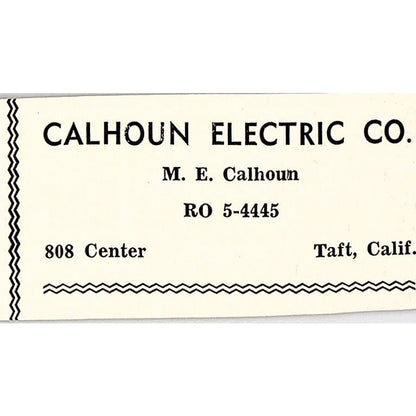 CALHOUN ELECTRIC CO.
M. E. Calhoun
RO 5-4445
808 Center Taft, Calif.